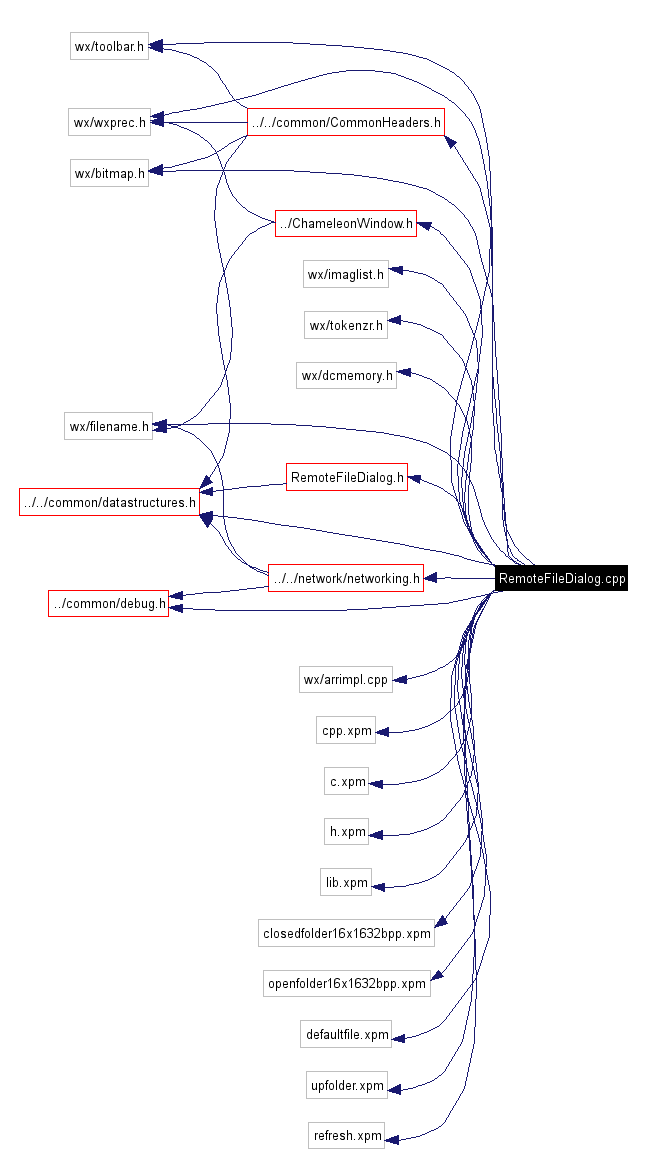 wx/toolbar.h
wx/wxprec.h
../../common/CommonHeaders.h
wx/bitmap.h
../ChameleonWindow.h
wx/imaglist.h
wx/tokenzr.h
wx/dcmemory.h
wx/filename.h
RemoteFileDialog.h
../../common/datastructures.h
../../network/networking.h
RemoteFileDialog.cpp
../common/debug.h
wx/arrimpl.cpp
cpp.xpm
c.xpm
h.xpm
lib.xpm
closedfolder16x1632bpp.xpm
openfolder16x1632bpp.xpm
defaultfile.xpm
upfolder.xpm
refresh.xpm